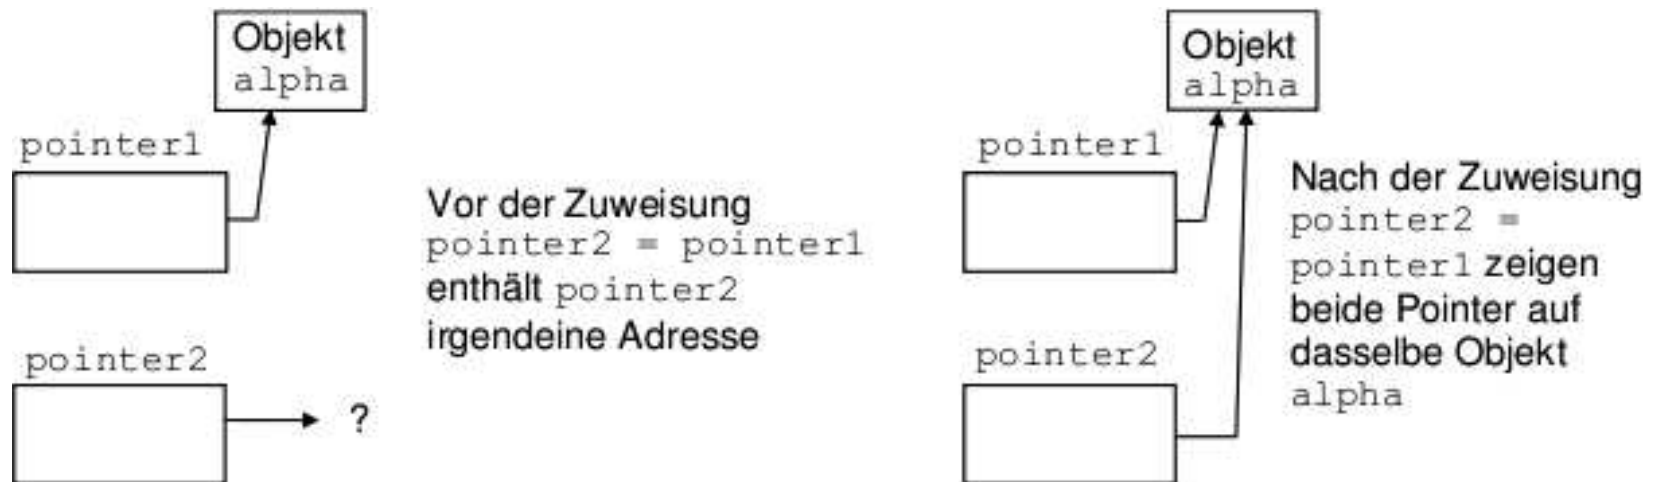 Objekt
alpha
pointer1
Vor der Zuweisung
pointer2 = pointer1
enthält pointer2
irgendeine Adresse
pointer2
?
Objekt
alpha
pointer1
Nach der Zuweisung
pointer2 =
pointer1 zeigen
beide Pointer auf
dasselbe Objekt
alpha
pointer2